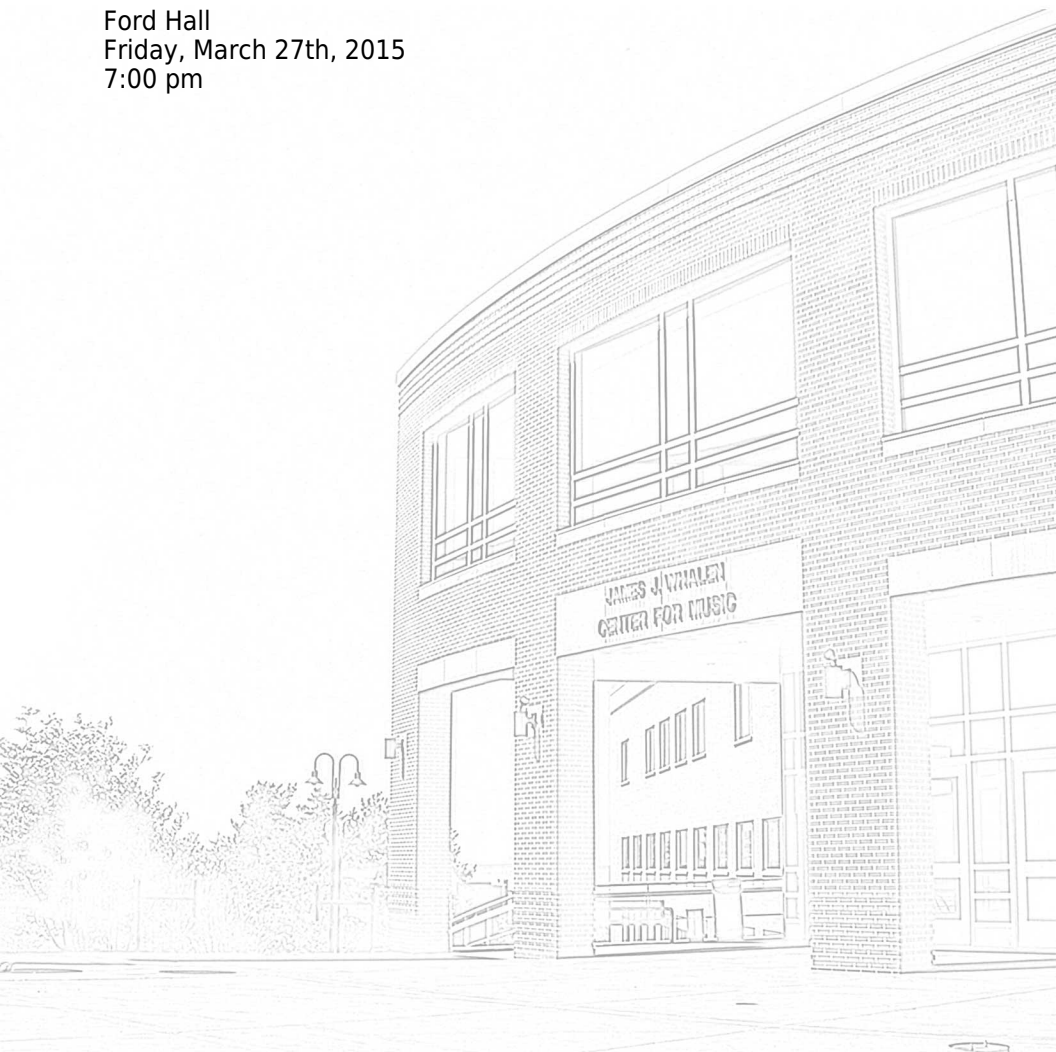 Ford Hall
Friday, March 27th, 2015
7:00 pm
JAMES J. WHALEN
CENTER FOR MUSIC